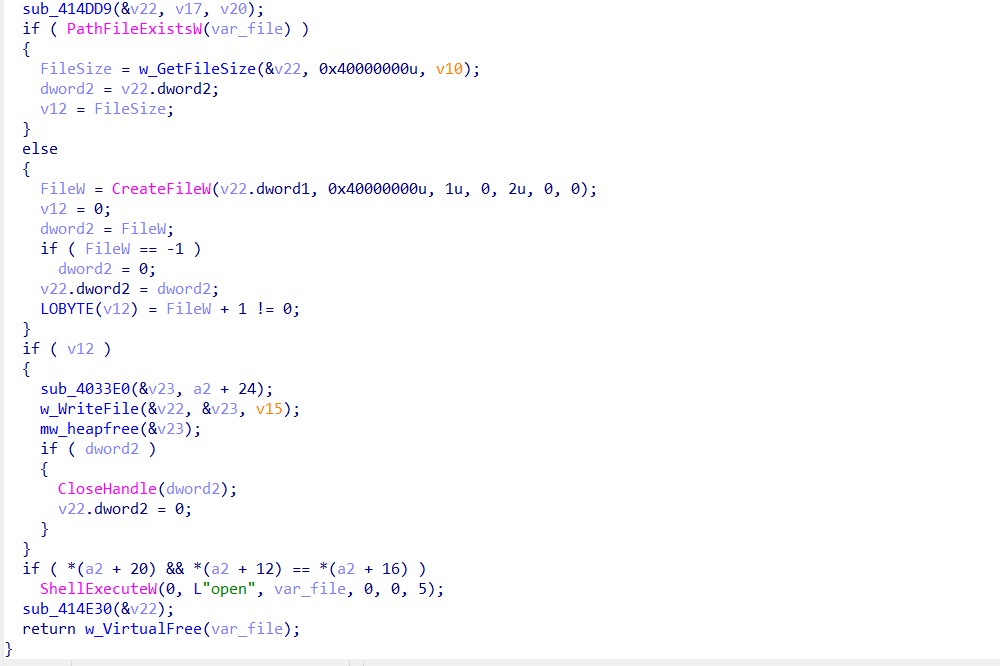 sub_414DD9(&v22, v17, v20);
if ( PathFileExistsW(var_file) )
{
FileSize = w_GetFileSize(&v22, 0x40000000u, v10);
dword2 = v22.dword2;
v12 = FileSize;
}
else
{
FileW = CreateFileW(v22.dword1, 0x40000000u, 1u, 0, 2u, 0, 0);
v12 = 0;
dword2 = FileW;
if ( FileW == -1 )
dword2 = 0;
v22.dword2 = dword2;
LOBYTE(v12) = FileW + 1 != 0;
}
if ( v12 )
{
sub_4033E0(&v23, a2 + 24);
w_WriteFile(&v22, &v23, v15);
mw_heapfree(&v23);
if ( dword2 )
{
CloseHandle(dword2);
v22.dword2 = 0;
}
}
if ( *(a2 + 20) && *(a2 + 12) == *(a2 + 16) )
ShellExecuteW(0, L"open", var_file, 0, 0, 5);
sub_414E30(&v22);
return w_VirtualFree(var_file);
}